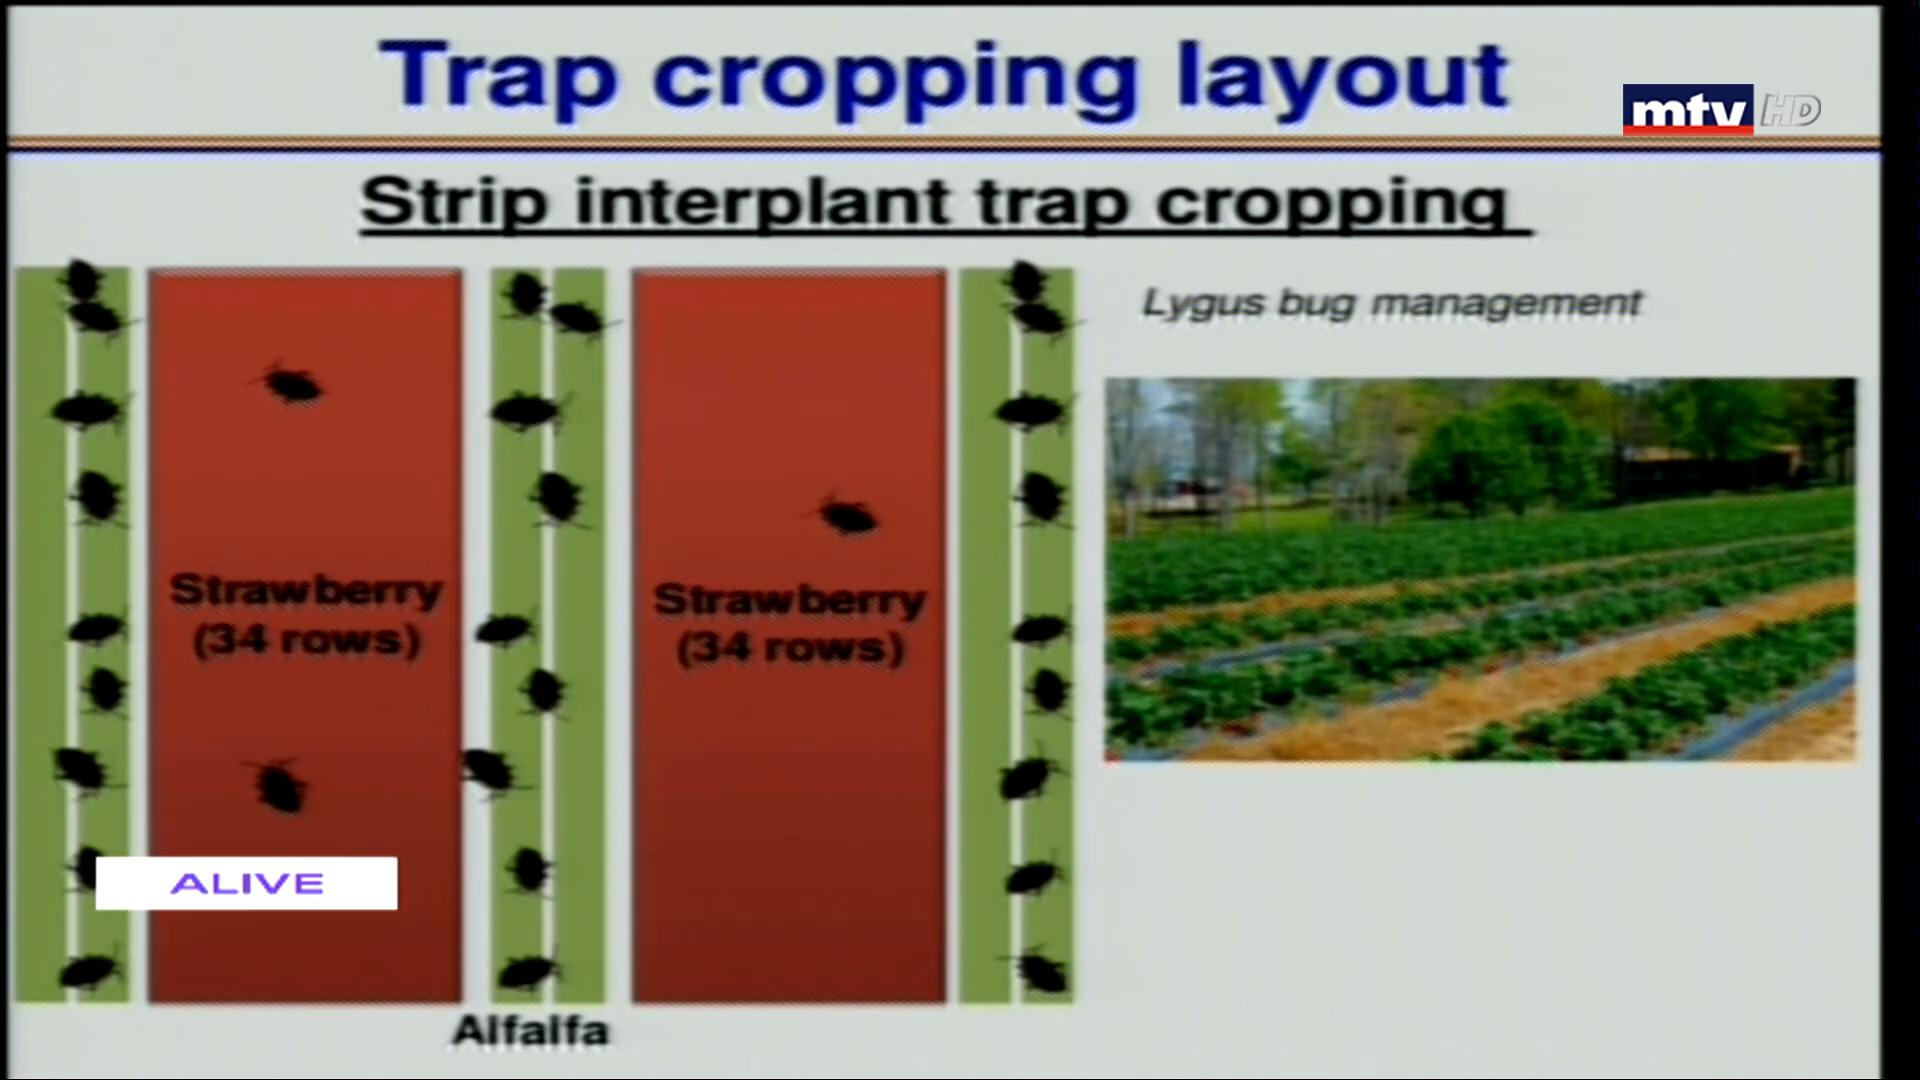 Trap cropping layout
mtv HD
Strip interplant trap cropping
Lygus bug management
Strawberry
(34 rows)
Strawberry
(34 rows)
ALIVE
Alfalfa